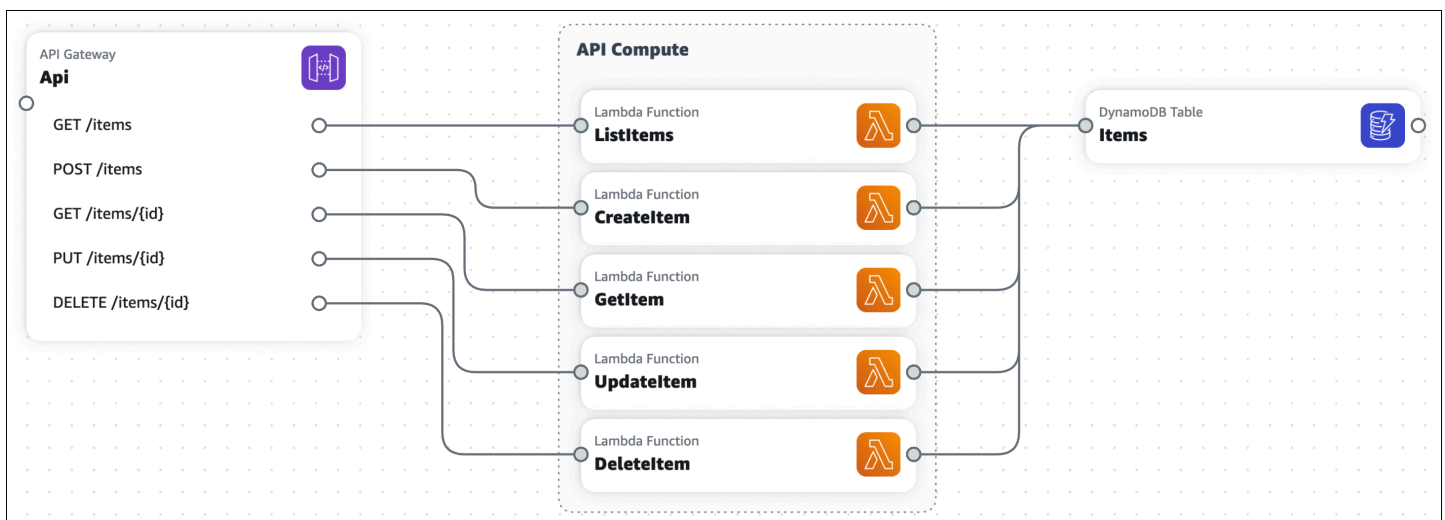 API Gateway
Api
GET /items
POST /items
GET /items/{id}
PUT /items/{id}
DELETE /items/{id}
API Compute
Lambda Function
ListItems
Lambda Function
CreateItem
Lambda Function
GetItem
Lambda Function
UpdateItem
Lambda Function
DeleteItem
DynamoDB Table
Items